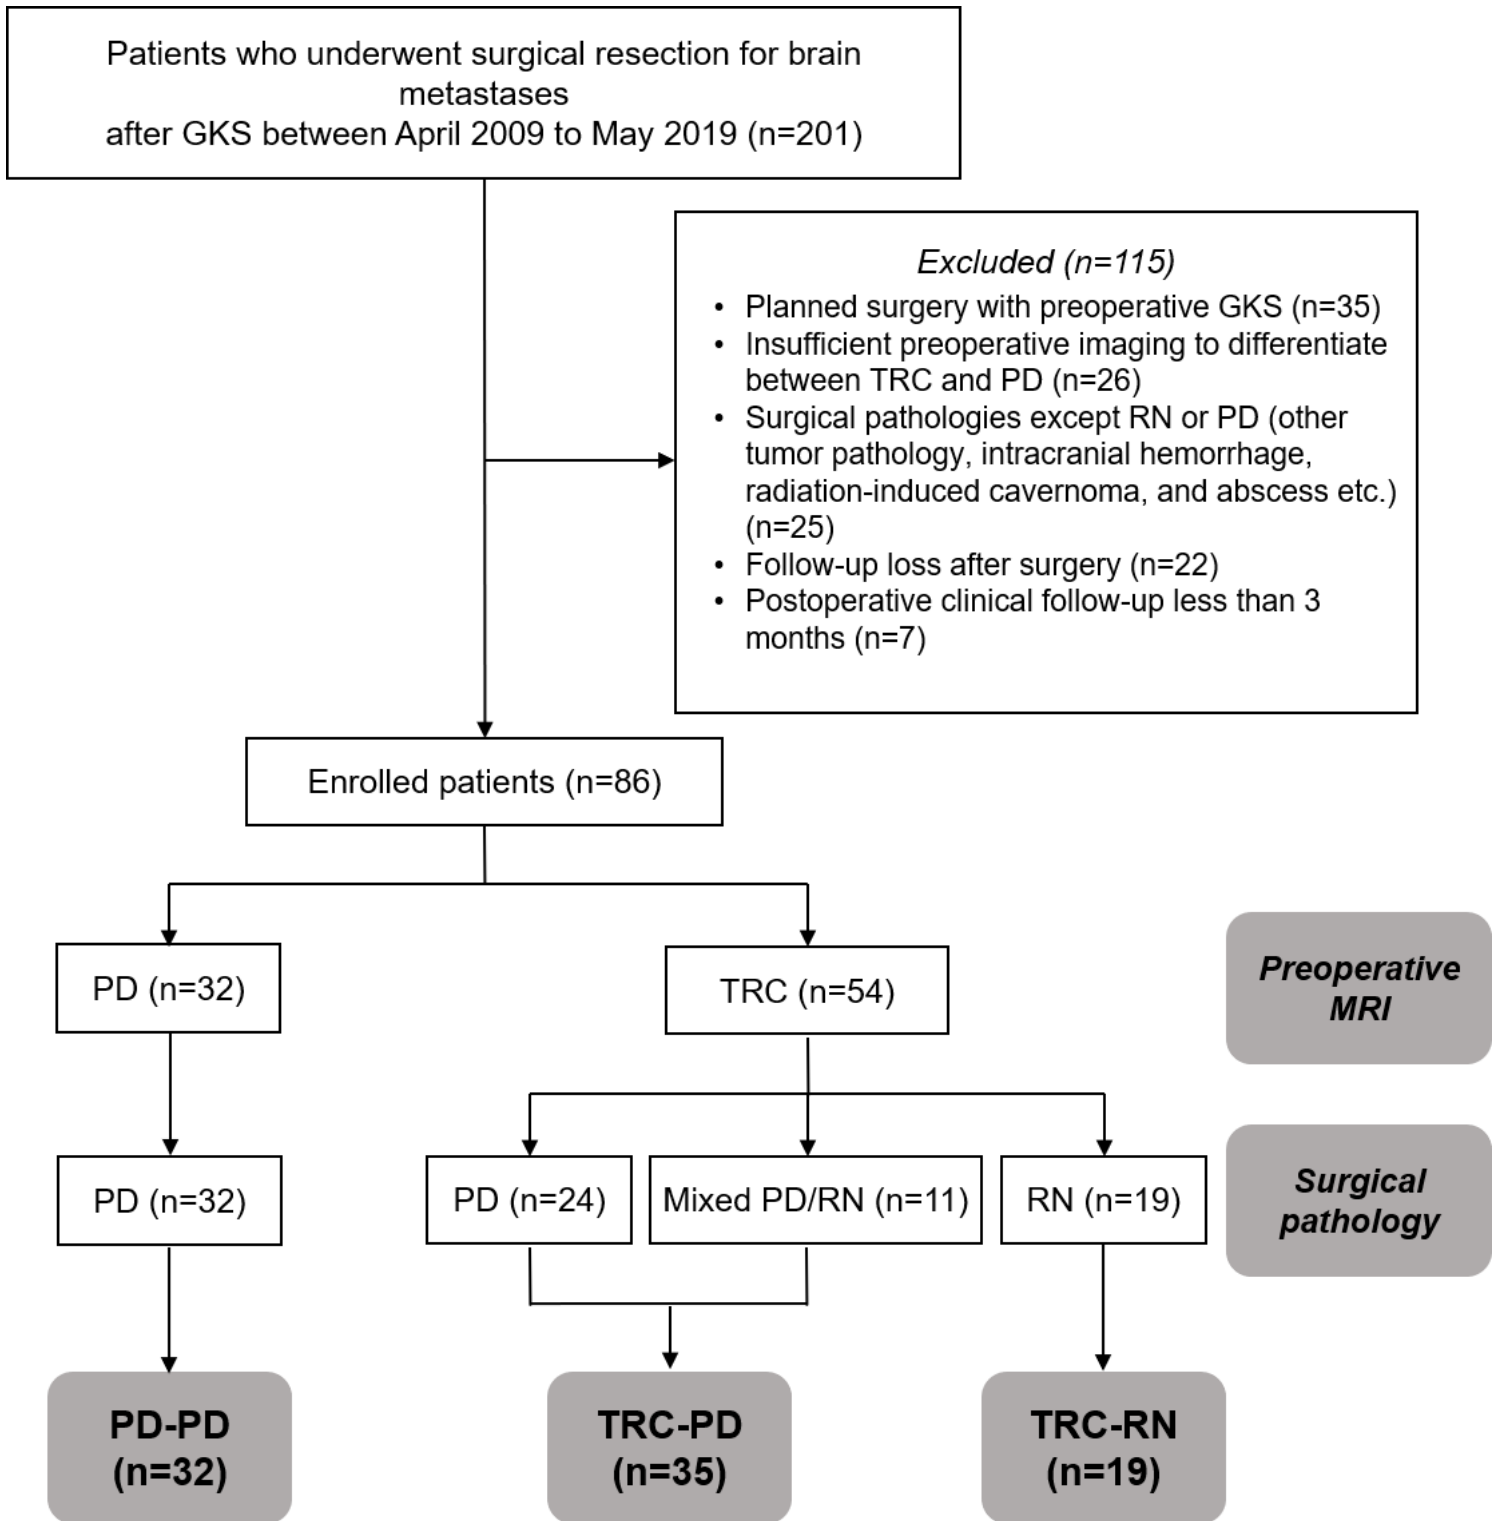 Patients who underwent surgical resection for brain
metastases
after GKS between April 2009 to May 2019 (n=201)
Excluded (n=115)
• Planned surgery with preoperative GKS (n=35)
• Insufficient preoperative imaging to differentiate
between TRC and PD (n=26)
• Surgical pathologies except RN or PD (other
tumor pathology, intracranial hemorrhage,
radiation-induced cavernoma, and abscess etc.)
(n=25)
• Follow-up loss after surgery (n=22)
• Postoperative clinical follow-up less than 3
months (n=7)
Enrolled patients (n=86)
PD (n=32)
TRC (n=54)
Preoperative
MRI
PD (n=32)
PD (n=24)
Mixed PD/RN (n=11)
RN (n=19)
Surgical
pathology
PD-PD
(n=32)
TRC-PD
(n=35)
TRC-RN
(n=19)